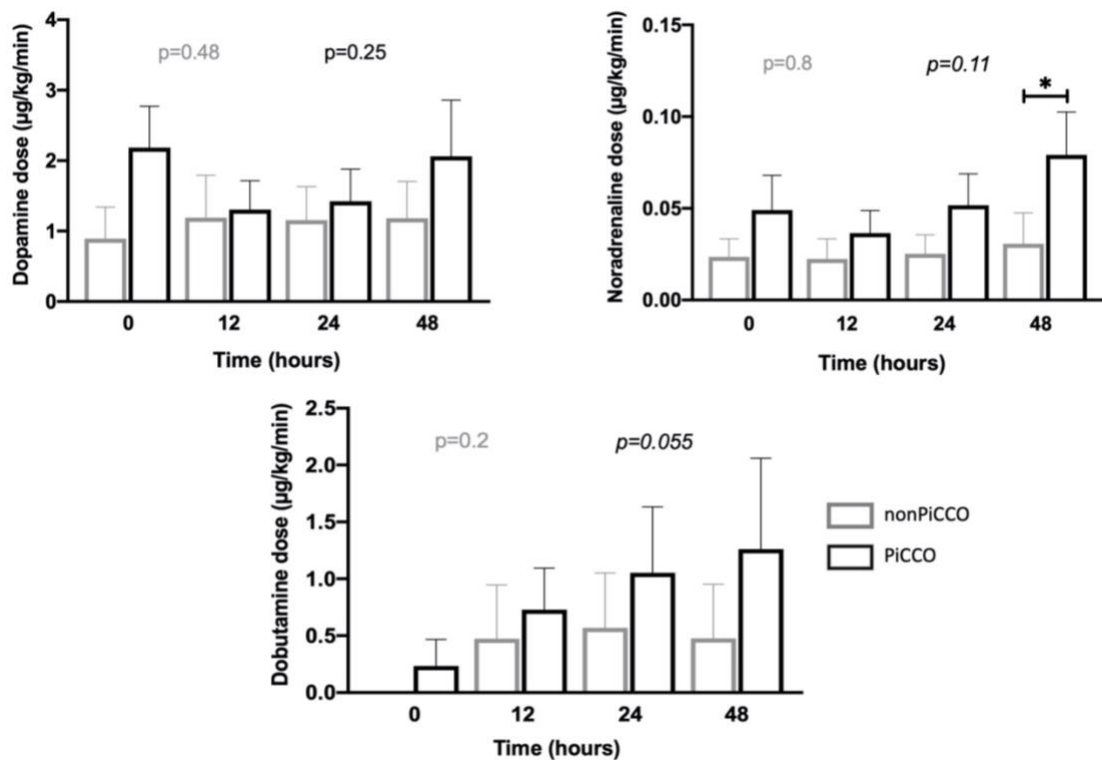 Dopamine dose (µg/kg/min)
4
3
2
1
0
p=0.48
p=0.25
0 12 24 48
Time (hours)
Noradrenaline dose (µg/kg/min)
0.15
0.10
0.05
0.00
p=0.8
p=0.11
*
0 12 24 48
Time (hours)
Dobutamine dose (µg/kg/min)
2.5
2.0
1.5
1.0
0.5
0.0
p=0.2
p=0.055
0 12 24 48
Time (hours)
nonPiCCO
PiCCO